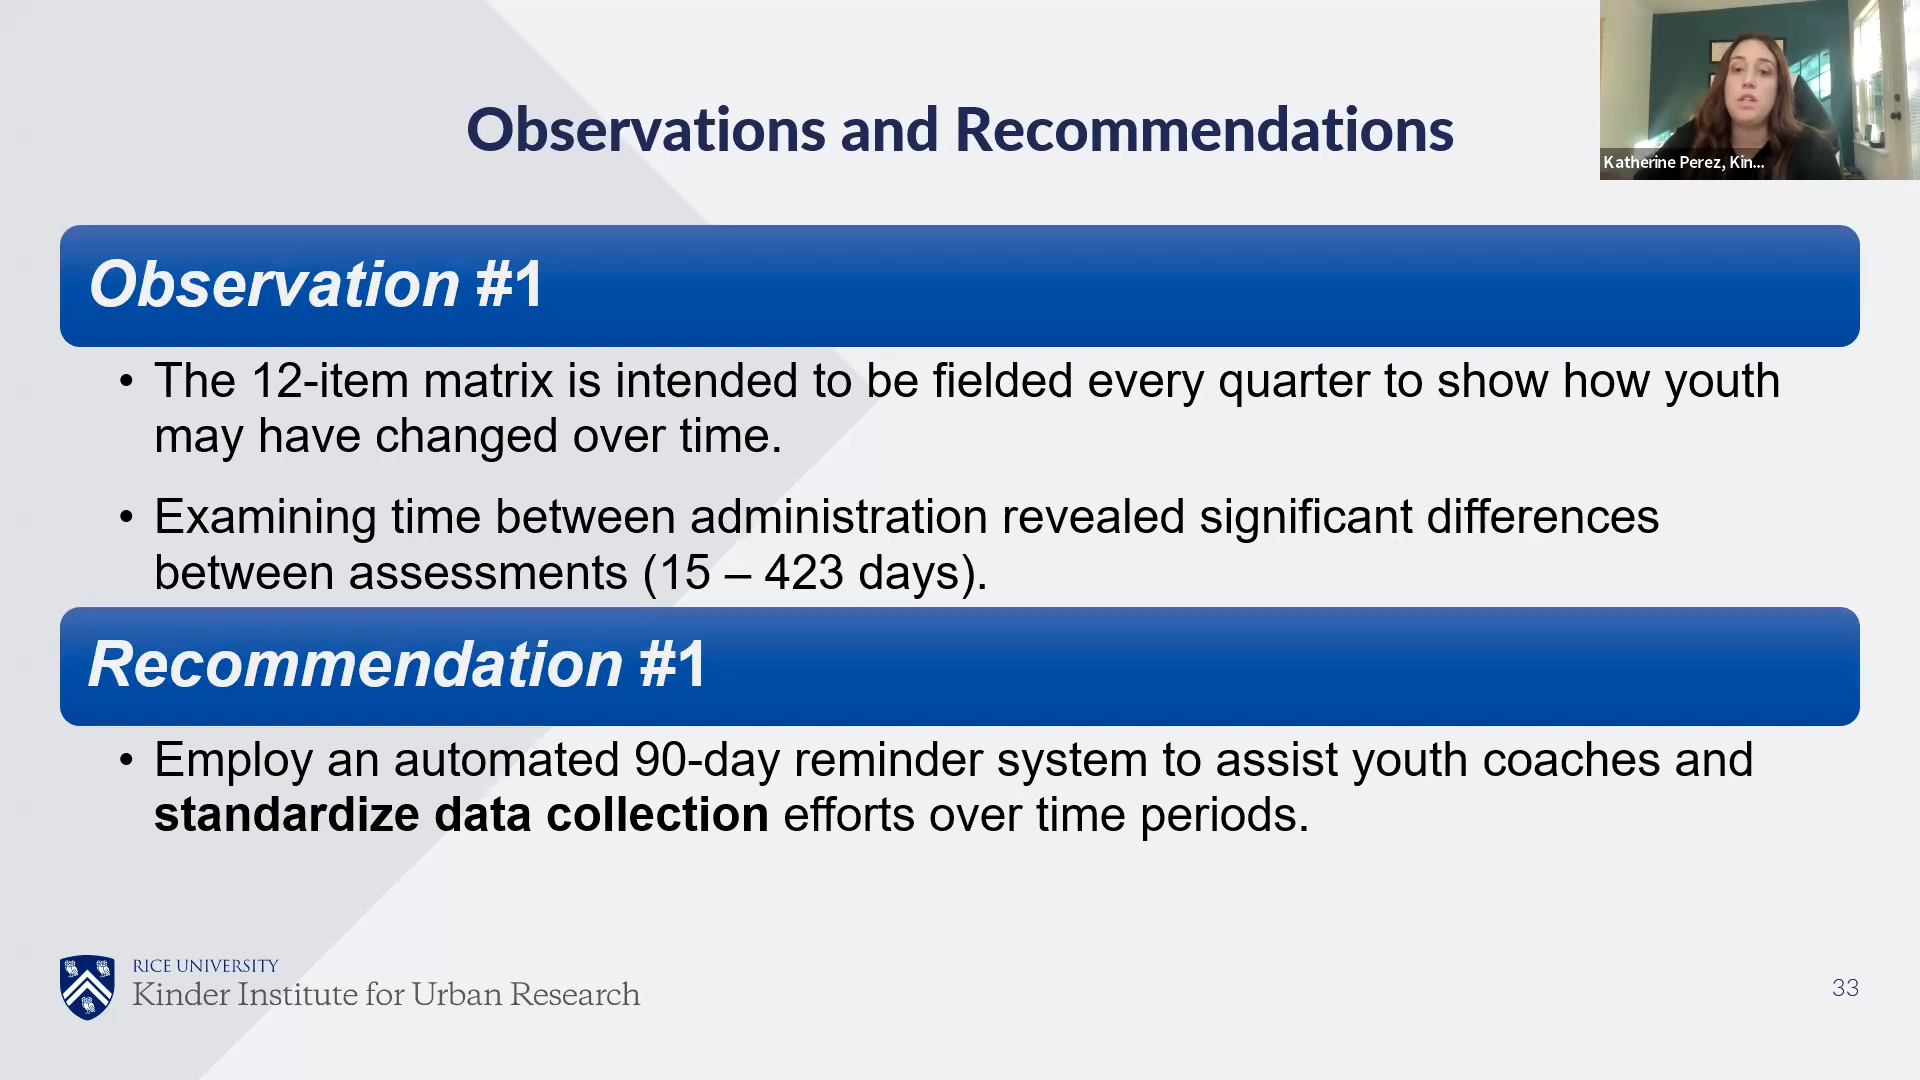 Observations and Recommendations
Katherine Perez, Kin...
Observation #1
• The 12-item matrix is intended to be fielded every quarter to show how youth
may have changed over time.
• Examining time between administration revealed significant differences
between assessments (15 – 423 days).
Recommendation #1
• Employ an automated 90-day reminder system to assist youth coaches and
standardize data collection efforts over time periods.
RICE UNIVERSITY
Kinder Institute for Urban Research
33